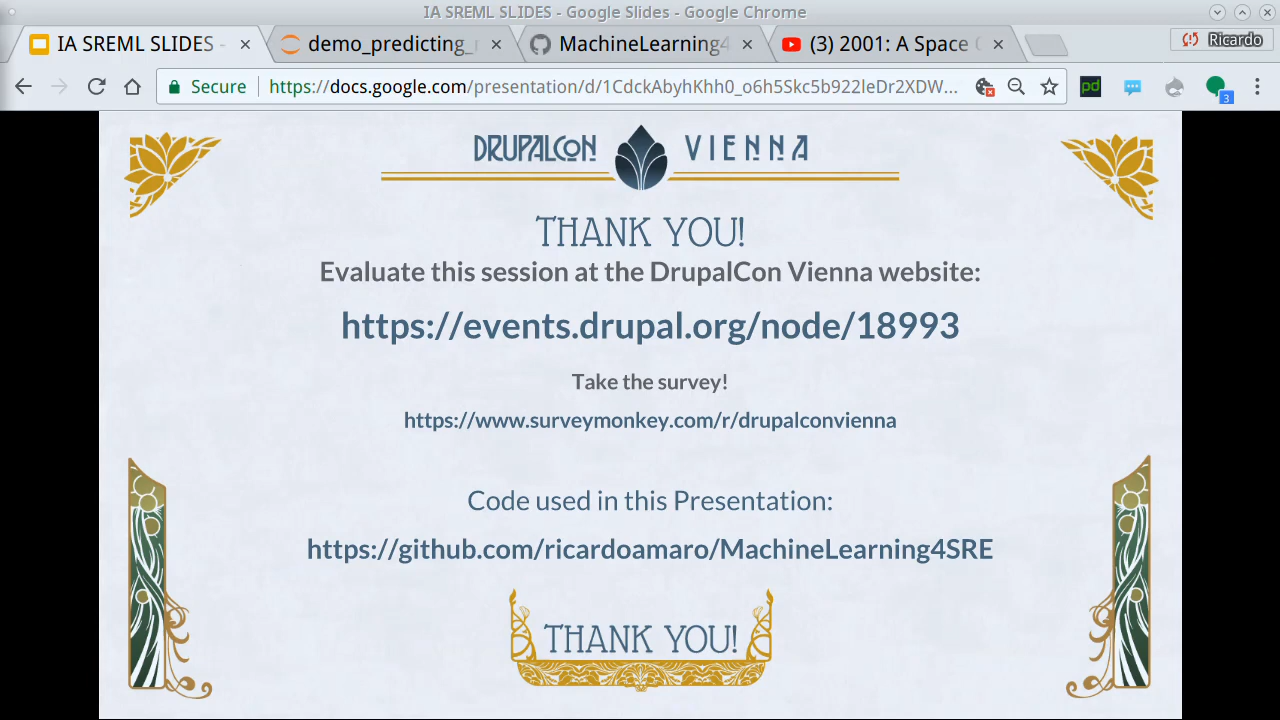 IA SREML SLIDES - Google Slides - Google Chrome
IA SREML SLIDES -
demo_predicting_
MachineLearning4
(3) 2001: A Space
Ricardo
Secure
https://docs.google.com/presentation/d/1CdckAbyhKhh0_o6h5Skc5b922leDr2XDW...
pd
3
DRUPALCON VIENNA
THANK YOU!
Evaluate this session at the DrupalCon Vienna website:
https://events.drupal.org/node/18993
Take the survey!
https://www.surveymonkey.com/r/drupalconvienna
Code used in this Presentation:
https://github.com/ricardoamaro/MachineLearning4SRE
THANK YOU!